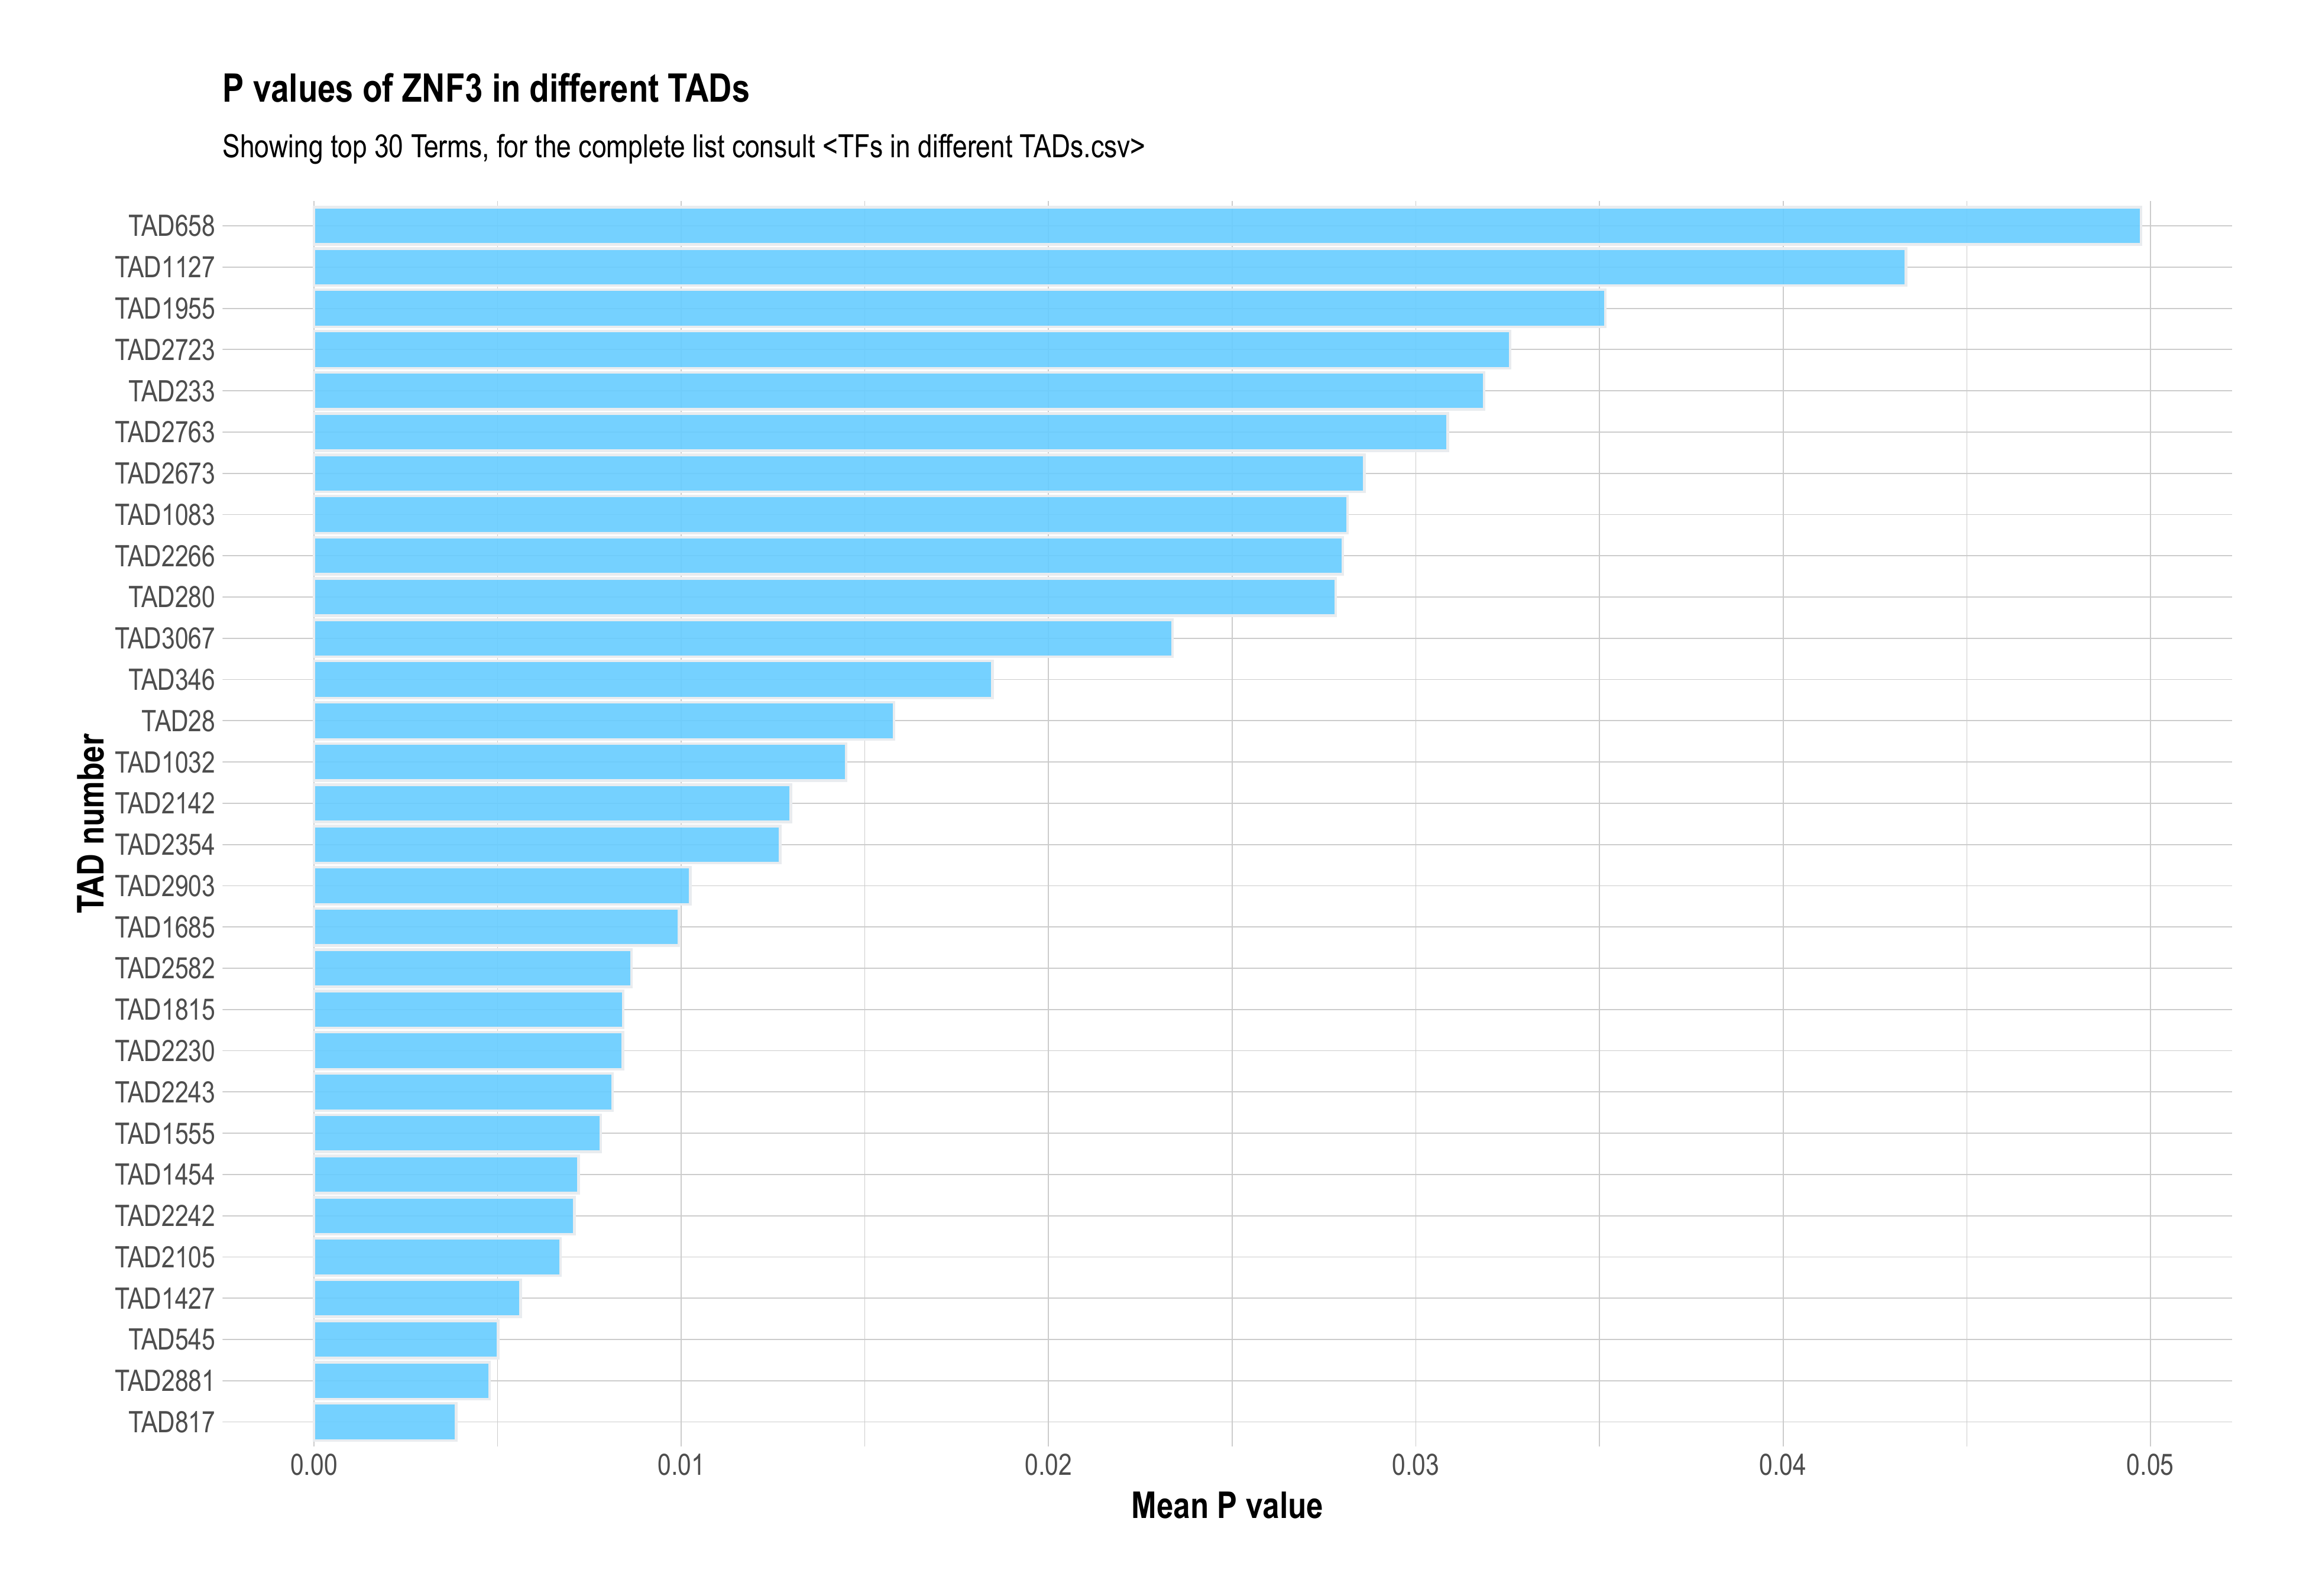 P values of ZNF3 in different TADs
Showing top 30 Terms, for the complete list consult <TFs in different TADs.csv>
TAD658
TAD1127
TAD1955
TAD2723
TAD233
TAD2763
TAD2673
TAD1083
TAD2266
TAD280
TAD3067
TAD346
TAD28
TAD1032
TAD2142
TAD2354
TAD2903
TAD1685
TAD2582
TAD1815
TAD2230
TAD2243
TAD1555
TAD1454
TAD2242
TAD2105
TAD1427
TAD545
TAD2881
TAD817
TAD number
0.00 0.01 0.02 0.03 0.04 0.05
Mean P value